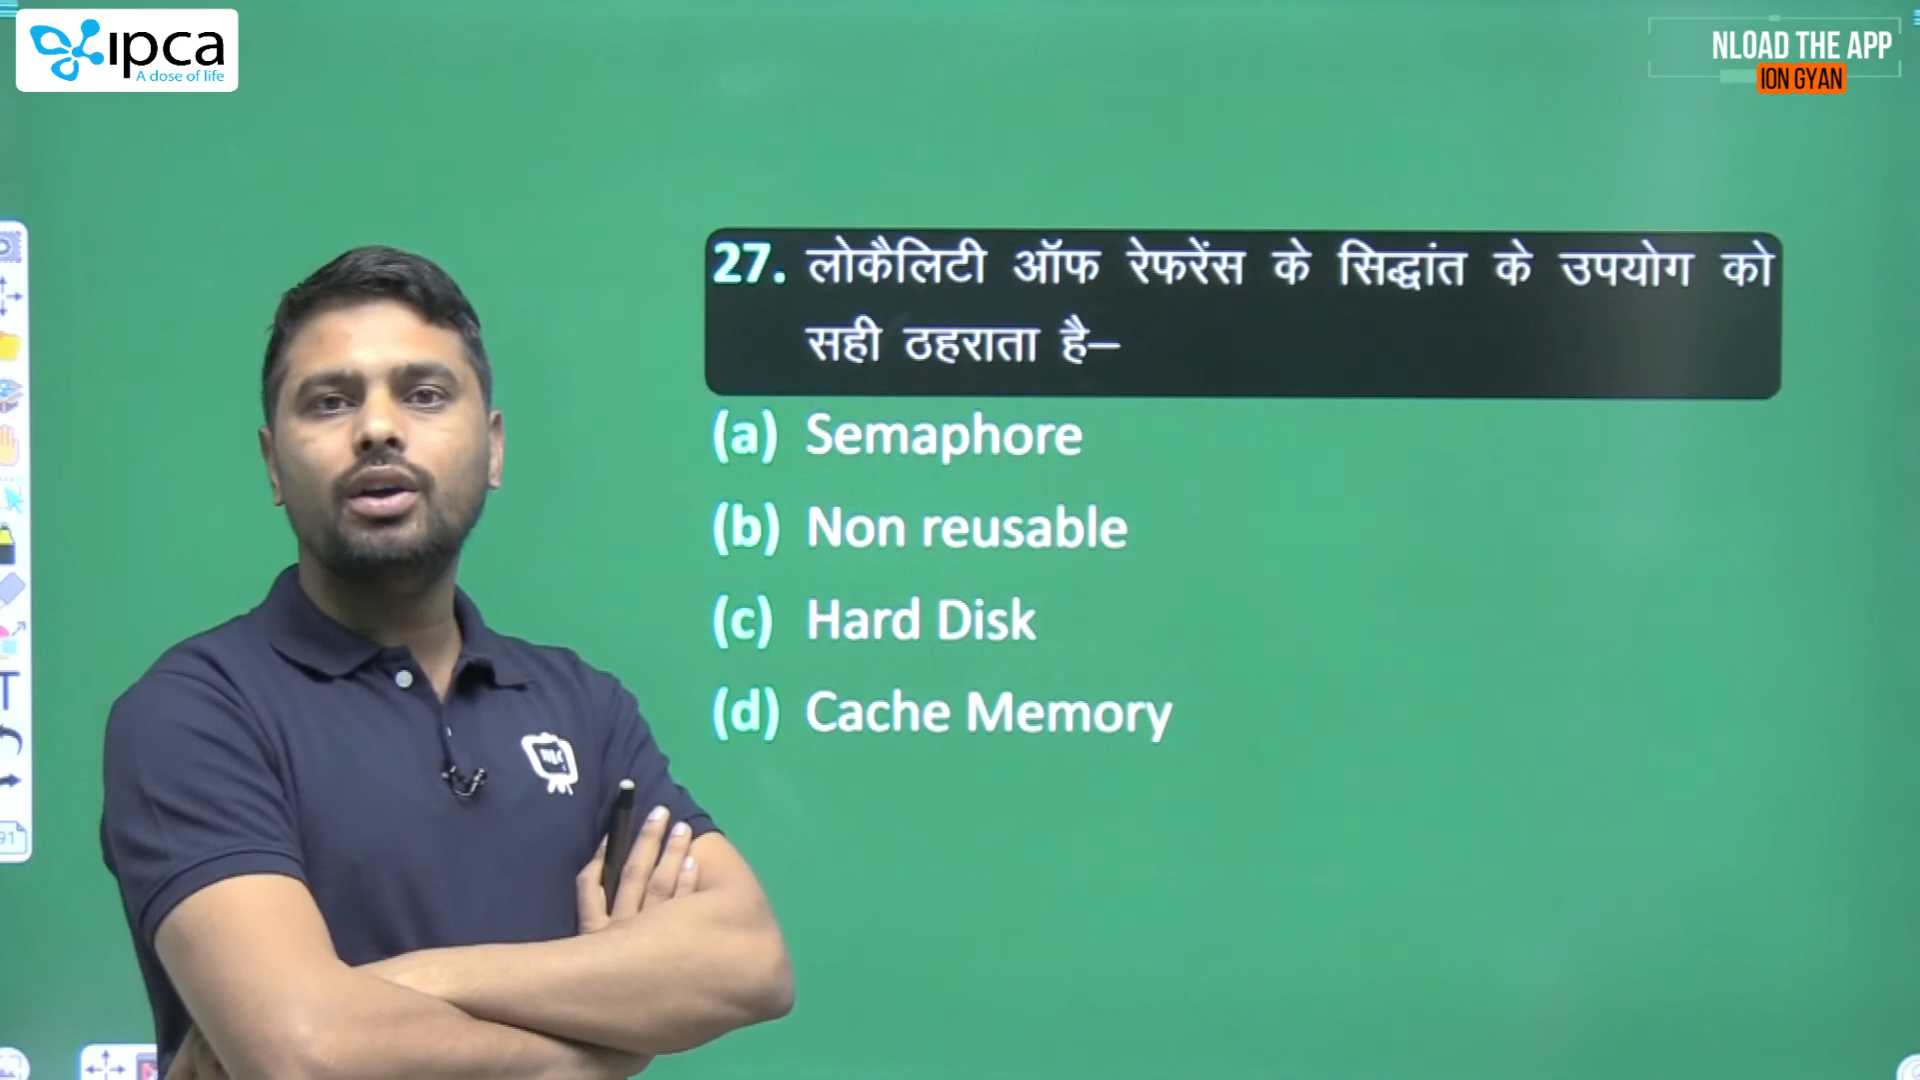 ipca
A dose of life
NLOAD THE APP
ION GYAN
27. लोकैलिटी ऑफ रेफरेंस के सिद्धांत के उपयोग को
सही ठहराता है–
(a) Semaphore
(b) Non reusable
(c) Hard Disk
(d) Cache Memory
T
91